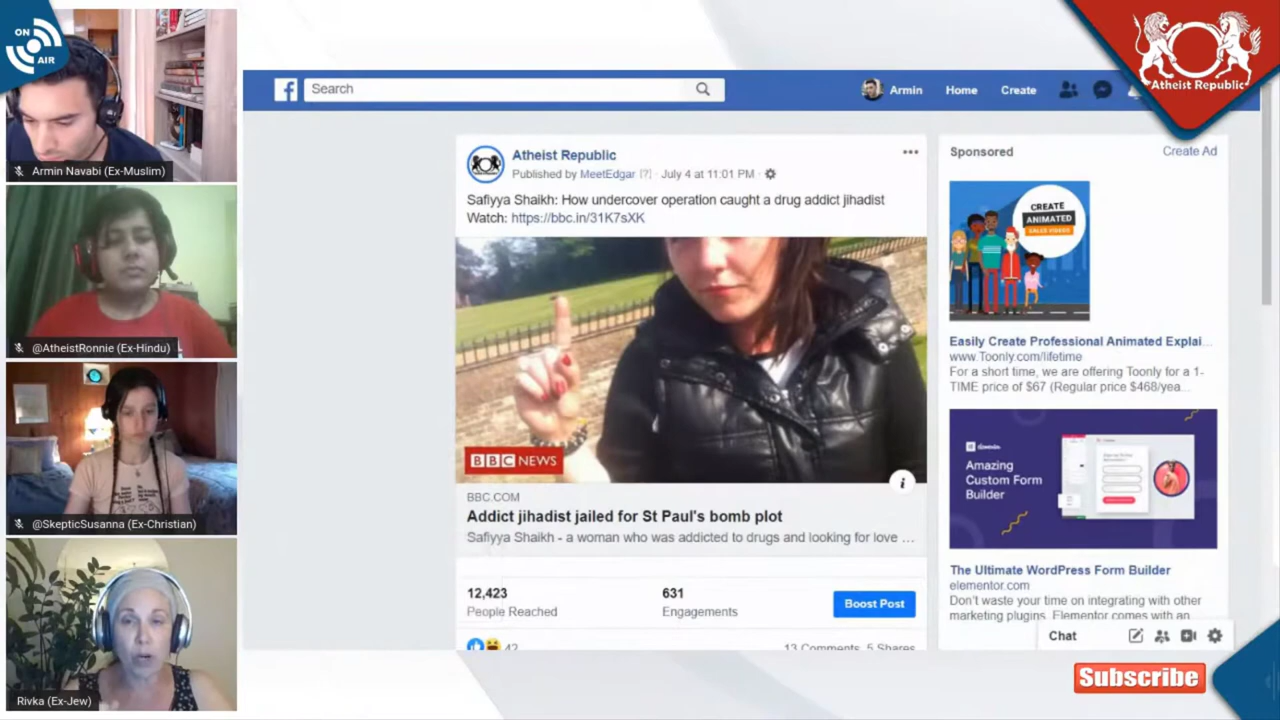 ON
AIR
Armin Navabi (Ex-Muslim)
@AtheistRonnie (Ex-Hindu)
@SkepticSusanna (Ex-Christian)
Rivka (Ex-Jew)
Search
Armin
Home
Create
Atheist Republic
Atheist Republic
Published by MeetEdgar [?] · July 4 at 11:01 PM ·
Safiyya Shaikh: How undercover operation caught a drug addict jihadist
Watch: https://bbc.in/31K7sXK
BBC NEWS
BBC.COM
Addict jihadist jailed for St Paul's bomb plot
Safiyya Shaikh - a woman who was addicted to drugs and looking for love ...
12,423
People Reached
631
Engagements
Boost Post
42
13 Comments 5 Shares
Sponsored
Create Ad
CREATE
ANIMATED
SALES VIDEOS
Easily Create Professional Animated Explai...
www.Toonly.com/lifetime
For a short time, we are offering Toonly for a 1-
TIME price of $67 (Regular price $468/yea...
Amazing
Custom Form
Builder
The Ultimate WordPress Form Builder
elementor.com
Don't waste your time on integrating with other
marketing plugins. Elementor comes with an
Chat
Subscribe